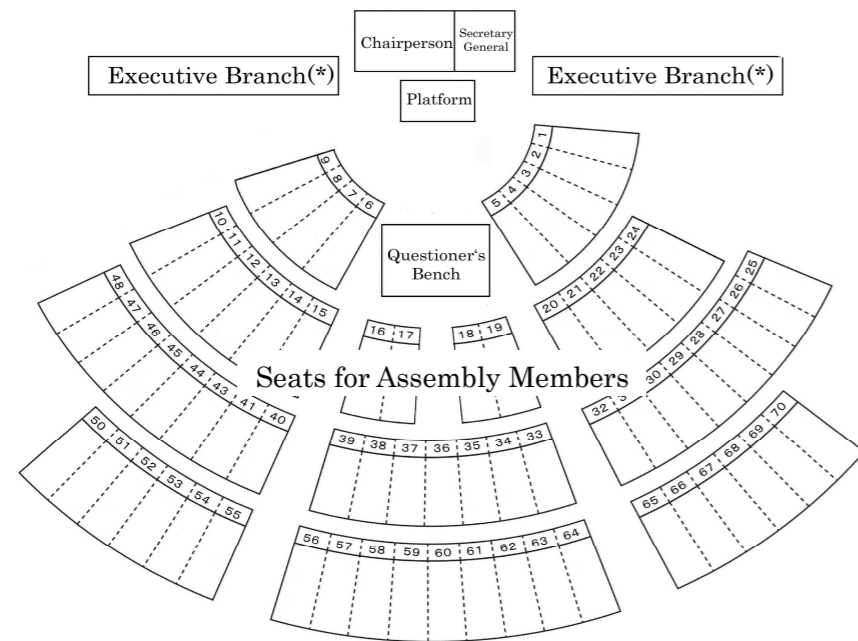 Chairperson
Secretary
General
Executive Branch(*)
Executive Branch(*)
Platform
9 8 7 6
5 4 3 2 1
Questioner's
Bench
10 11 12 13 14 15
16 17
18 19
20 21 22 23 24
48 47 46 45 44 43 41 40
Seats for Assembly Members
32 30 29 28 27 26 25
39 38 37 36 35 34 33
50 51 52 53 54 55
56 57 58 59 60 61 62 63 64
65 66 67 68 69 70